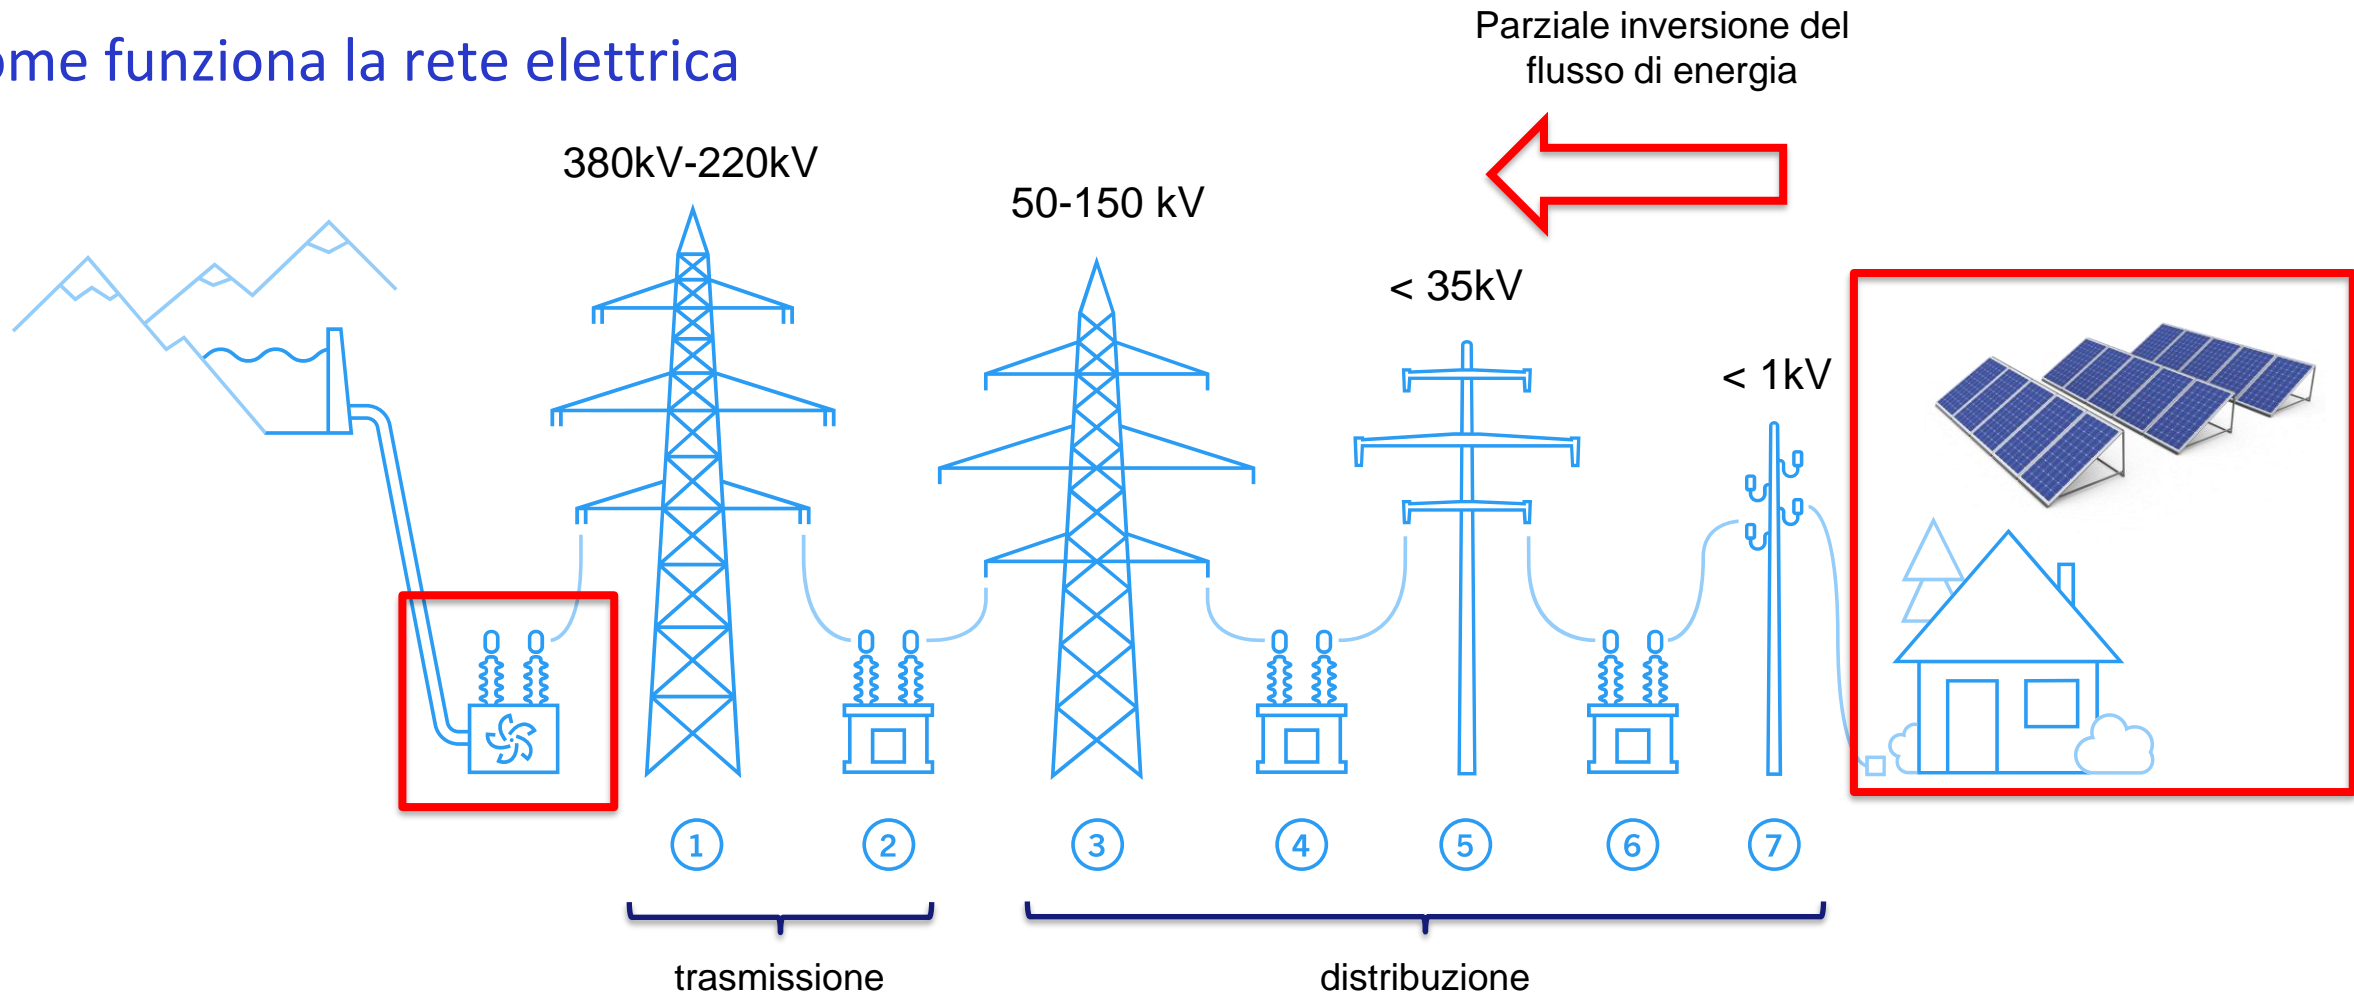 ome funziona la rete elettrica
Parziale inversione del
flusso di energia
380kV-220kV
50-150 kV
< 35kV
< 1kV
1 2 3 4 5 6 7
trasmissione distribuzione